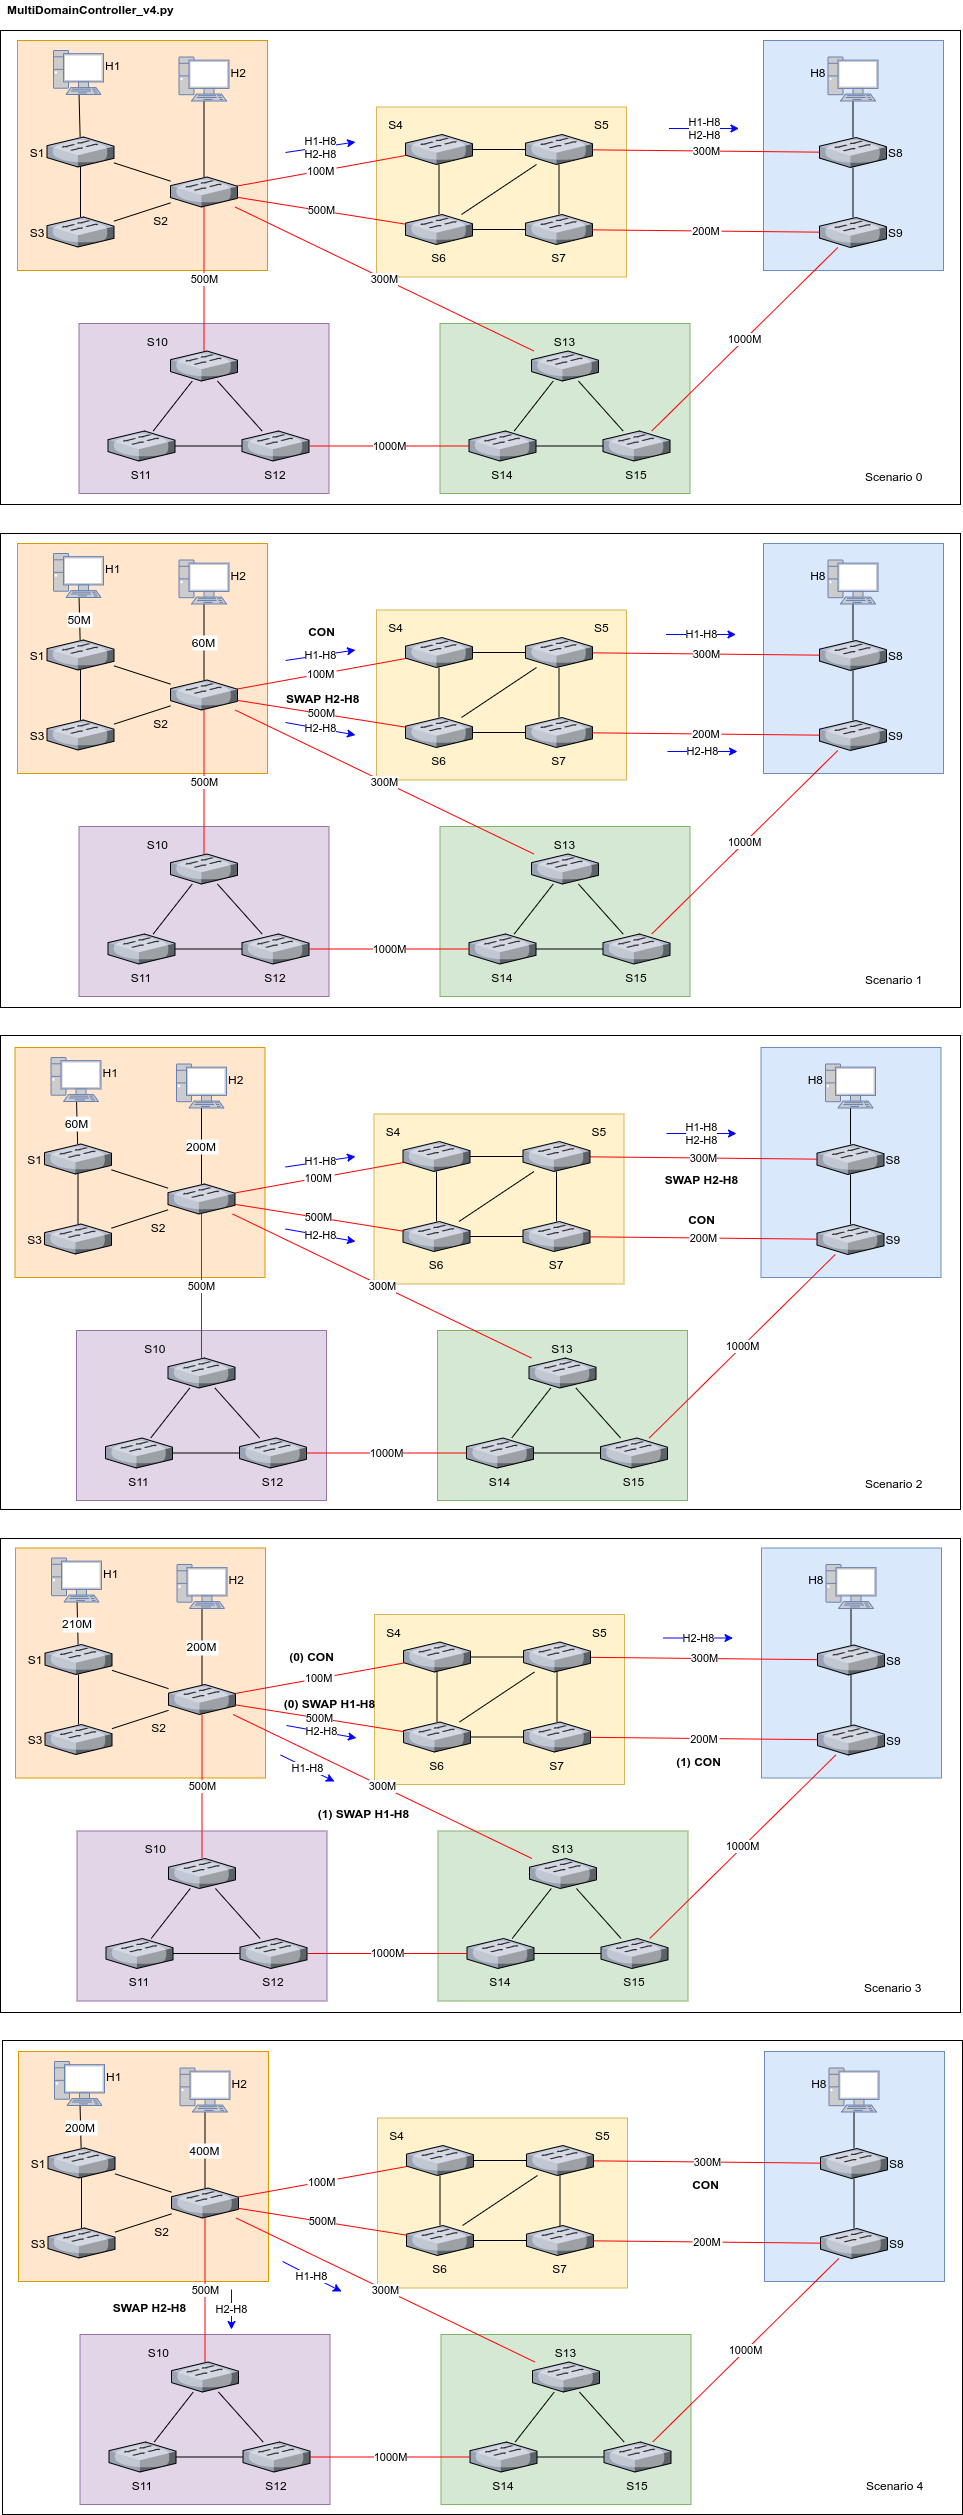 MultiDomainController_v4.py
H1
H2
H8
S4
S5
H1-H8
H2-H8
H1-H8
H2-H8
S1
100M
300M
S8
S2
500M
S3
200M
S9
S6
S7
500M
300M
S10
S13
1000M
1000M
S11
S12
S14
S15
Scenario 0
H1
H2
H8
50M
60M
CON
S4
S5
H1-H8
H1-H8
S1
100M
300M
S8
SWAP H2-H8
500M
S2
H2-H8
S3
200M
S9
H2-H8
S6
S7
500M
300M
S10
S13
1000M
1000M
S11
S12
S14
S15
Scenario 1
H1
H2
H8
60M
200M
S4
S5
H1-H8
H2-H8
S1
H1-H8
100M
300M
S8
SWAP H2-H8
500M
CON
S2
H2-H8
S3
200M
S9
S6
S7
500M
300M
S10
S13
1000M
1000M
S11
S12
S14
S15
Scenario 2
H1
H2
H8
210M
200M
S4
S5
H2-H8
(0) CON
S1
100M
300M
S8
(0) SWAP H1-H8
500M
S2
H2-H8
S3
200M
S9
(1) CON
H1-H8
S6
S7
500M
300M
(1) SWAP H1-H8
S10
S13
1000M
1000M
S11
S12
S14
S15
Scenario 3
H1
H2
H8
200M
400M
S4
S5
S1
100M
300M
S8
CON
500M
S2
S3
200M
S9
S6
S7
H1-H8
500M
300M
SWAP H2-H8
H2-H8
S10
S13
1000M
1000M
S11
S12
S14
S15
Scenario 4